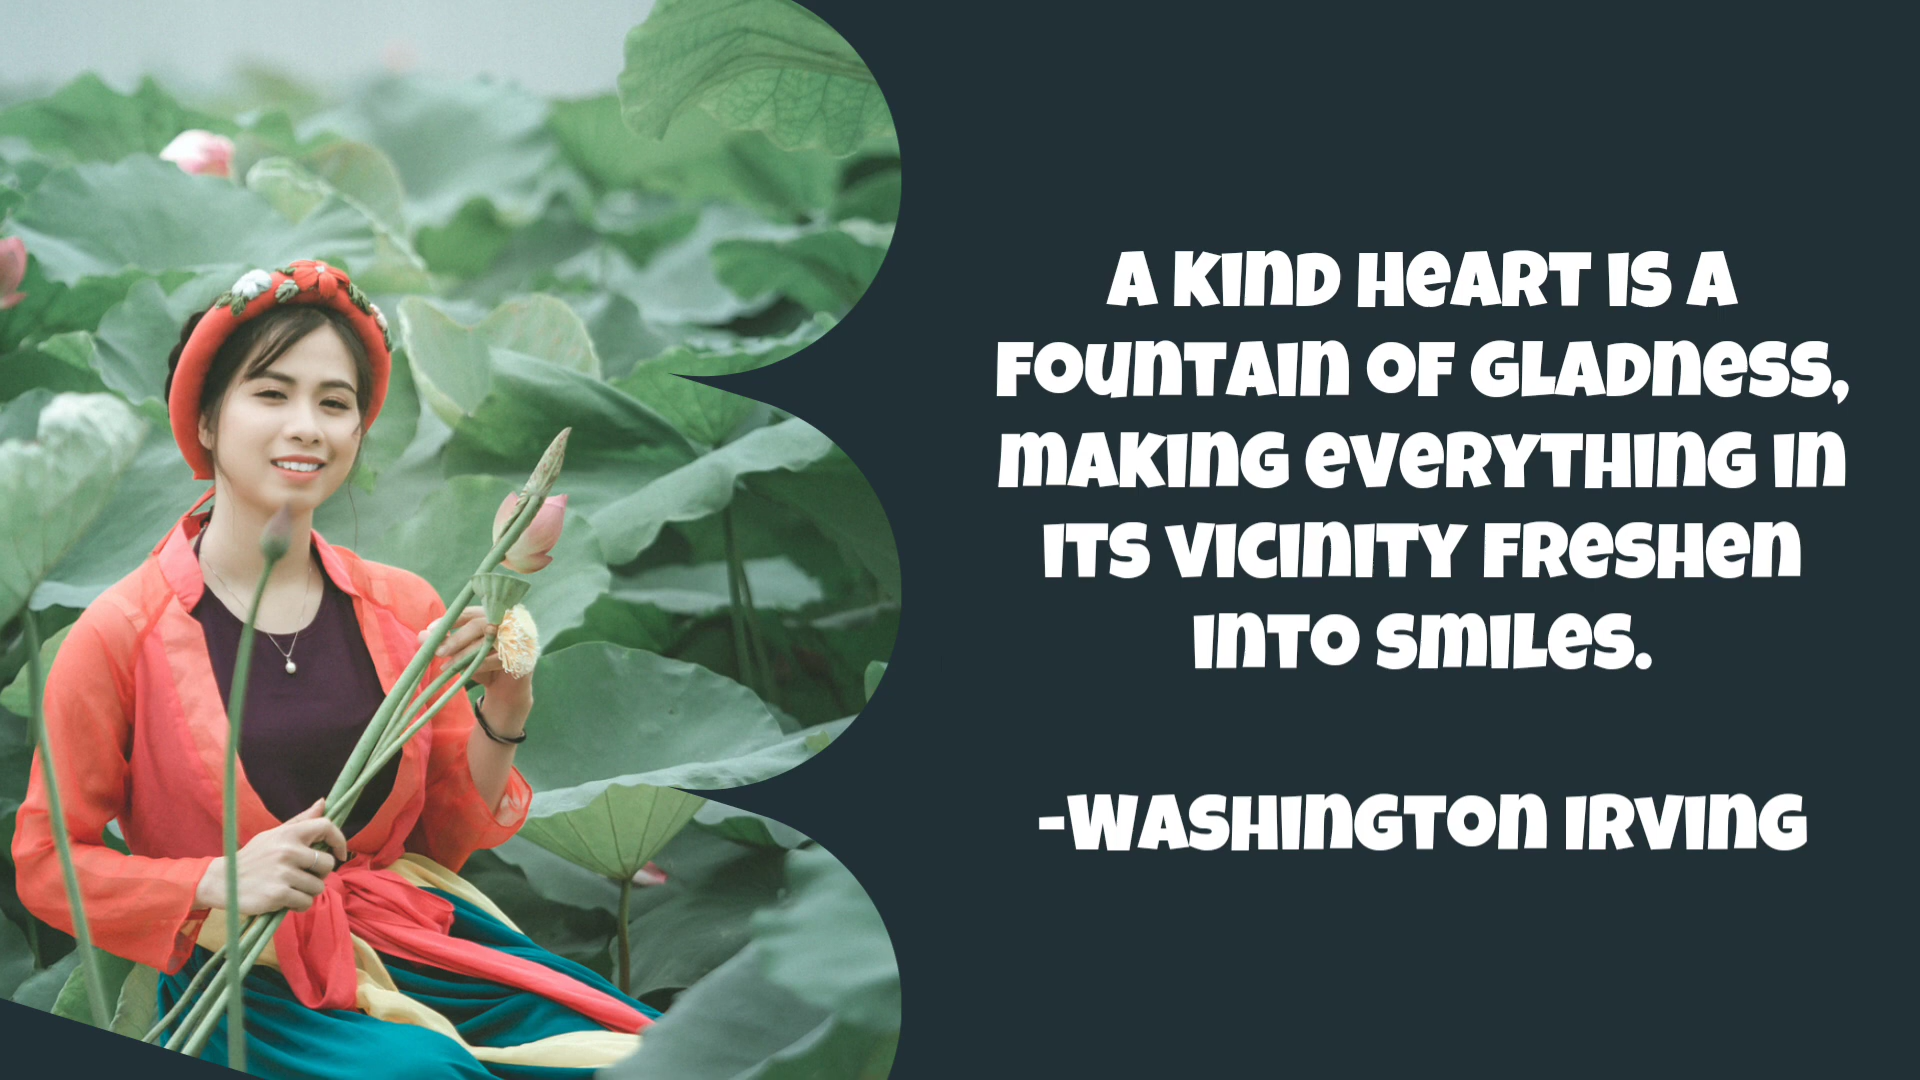 A KIND HEART IS A
FOUNTAIN OF GLADNESS,
MAKING EVERYTHING IN
ITS VICINITY FRESHEN
INTO SMILES.
-WASHINGTON IRVING